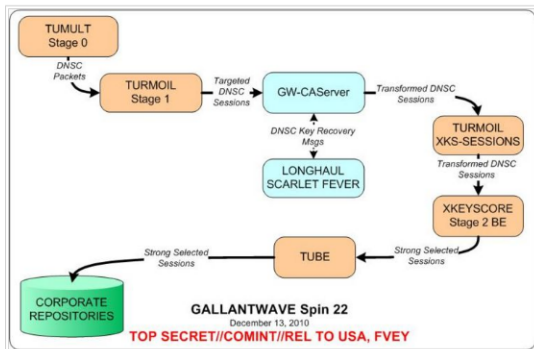 TUMULT
Stage 0
DNSC
Packets
TURMOIL
Stage 1
Targeted
DNSC
Sessions
GW-CAServer
Transformed DNSC
Sessions
DNSC Key Recovery
Msgs
LONGHAUL
SCARLET FEVER
TURMOIL
XKS-SESSIONS
Transformed DNSC
Sessions
XKEYSCORE
Stage 2 BE
Strong Selected
Sessions
TUBE
Strong Selected
Sessions
CORPORATE
REPOSITORIES
GALLANTWAVE Spin 22
December 13, 2010
TOP SECRET//COMINT//REL TO USA, FVEY